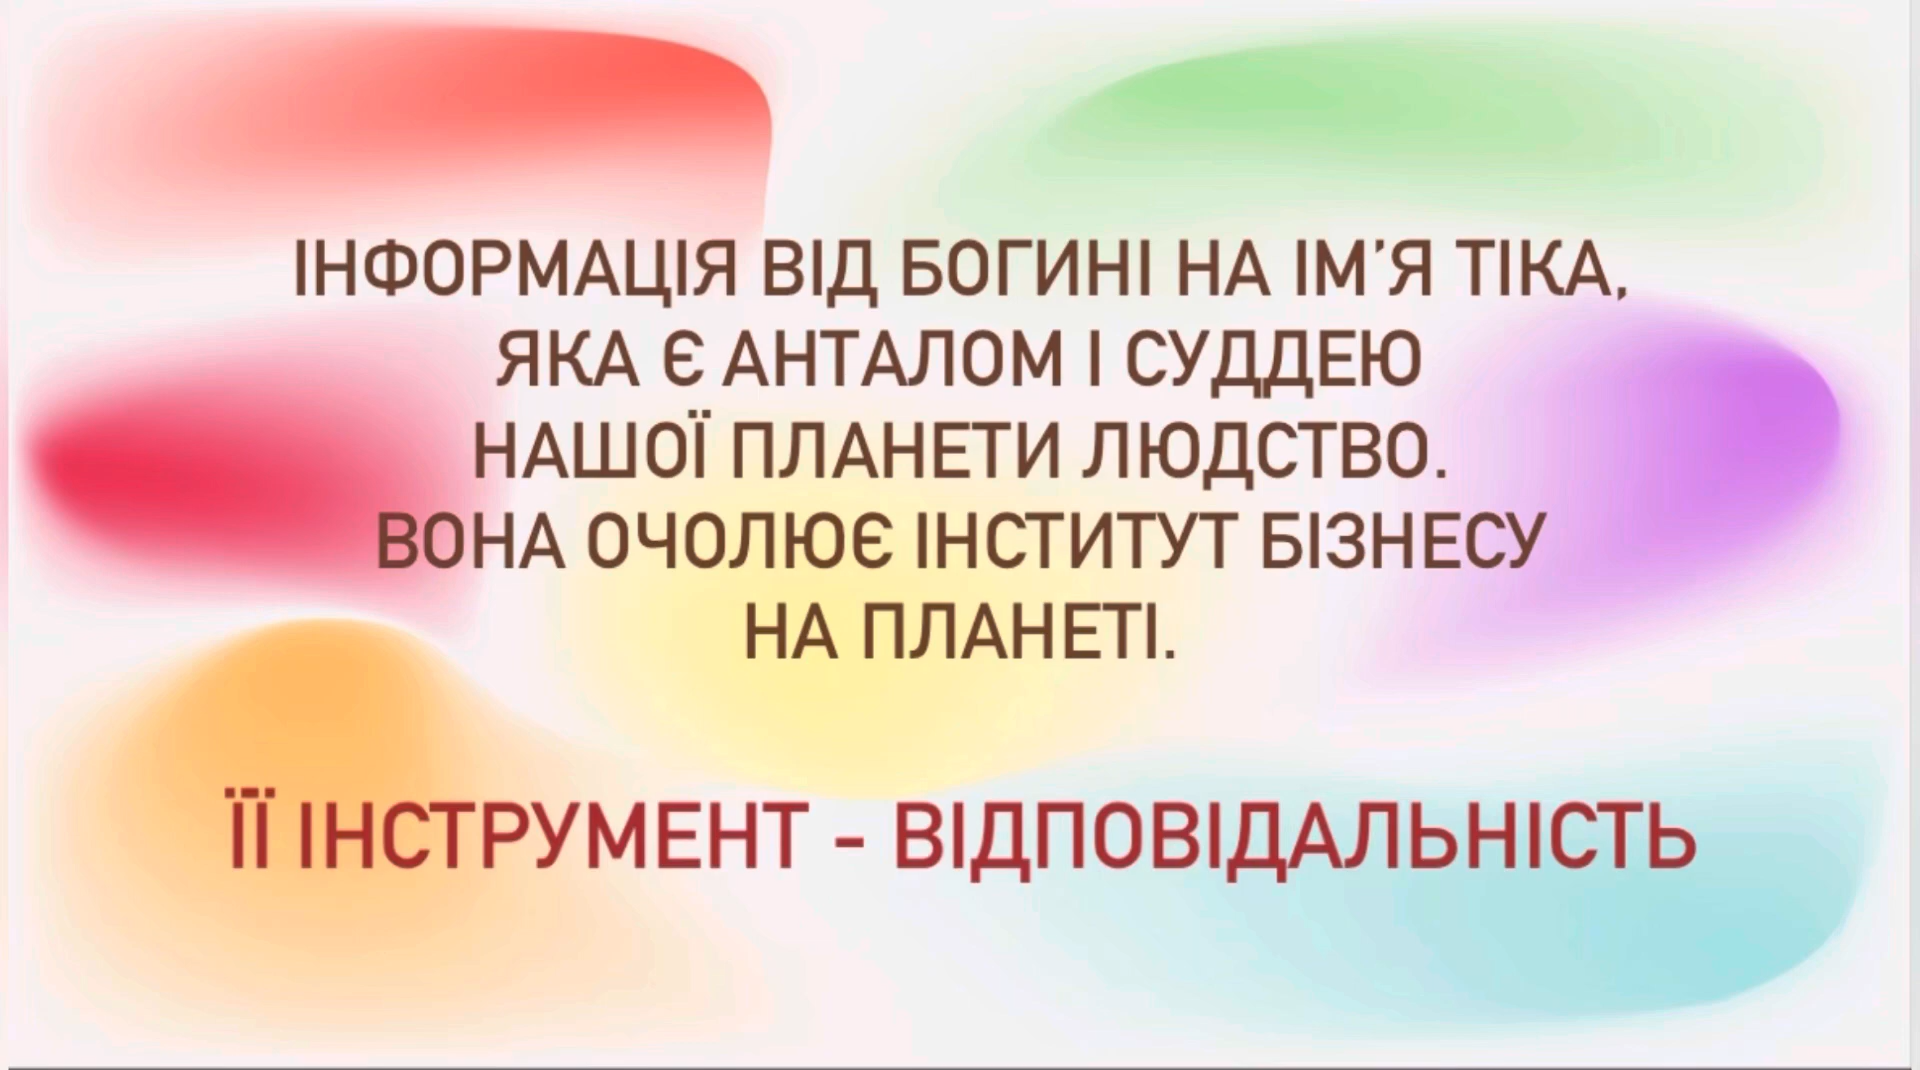 ІНФОРМАЦІЯ ВІД БОГИНІ НА ІМ’Я ТІКА,
ЯКА Є АНТАЛОМ І СУДДЕЮ
НАШОЇ ПЛАНЕТИ ЛЮДСТВО.
ВОНА ОЧОЛЮЄ ІНСТИТУТ БІЗНЕСУ
НА ПЛАНЕТІ.
ЇЇ ІНСТРУМЕНТ - ВІДПОВІДАЛЬНІСТЬ